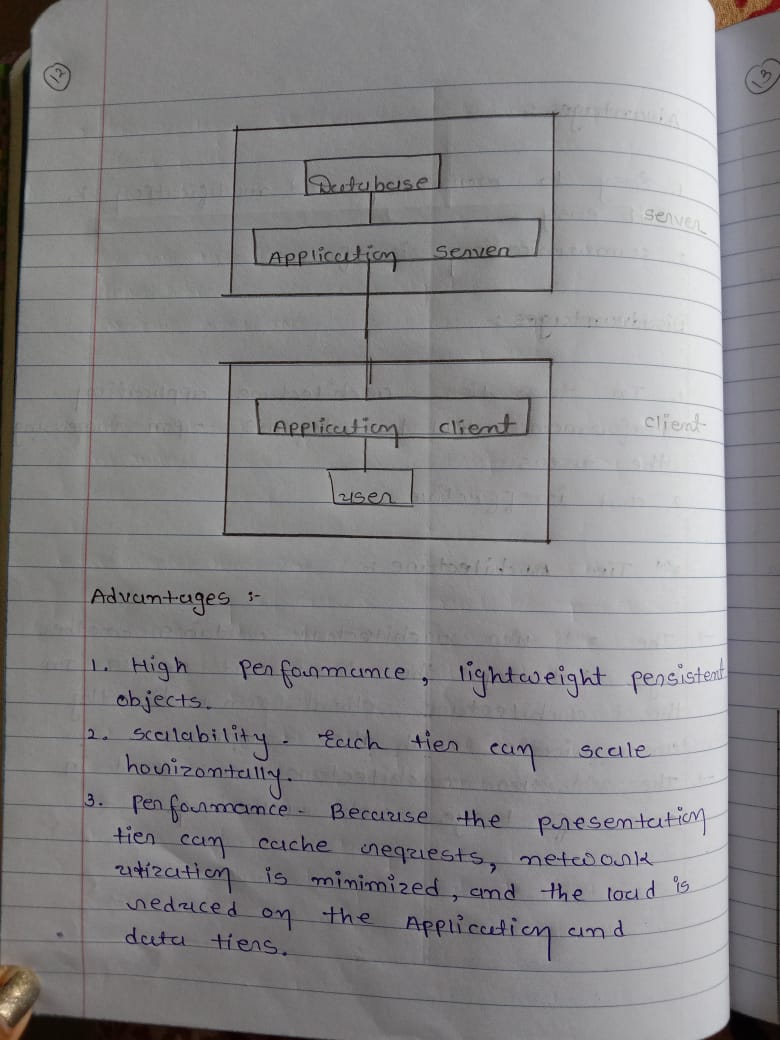 12
13
Database
Application Server
server
Application client
client
user
Advantages :-
1. High performance, lightweight persistent
objects.
2. scalability - Each tier can scale
horizontally.
3. performance - Because the presentation
tier can cache requests, network
utization is minimized, and the load is
reduced on the Application and
data tiers.